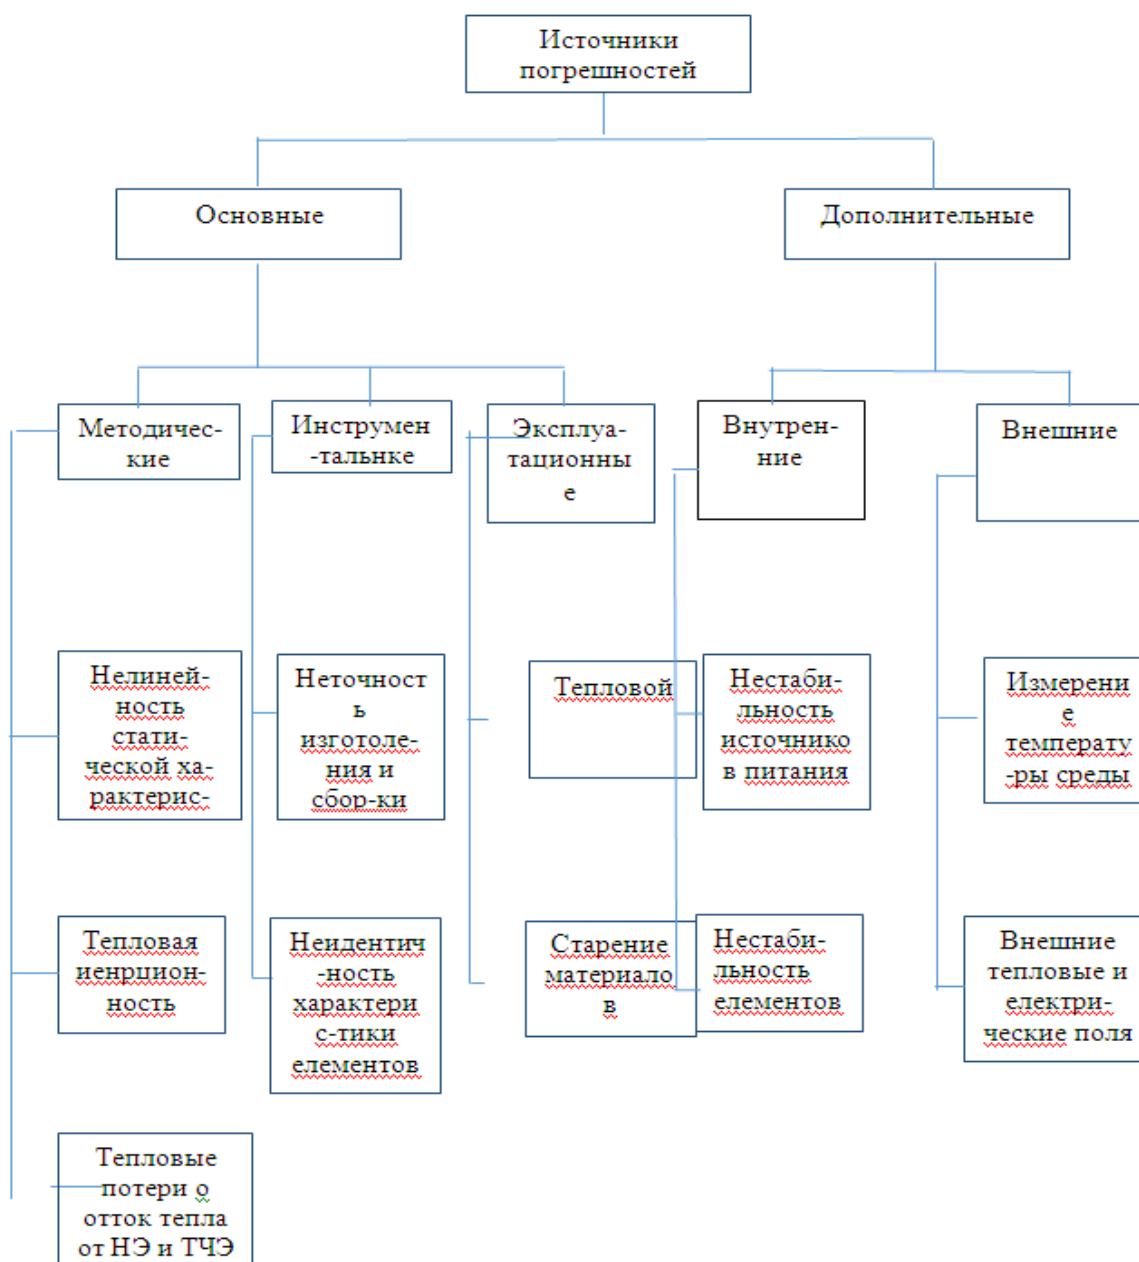 Источники
погрешностей
Основные
Дополнительные
Методичес-
кие
Инструмен
-тальнке
Эксплуа-
тационны
е
Внутрен-
ние
Внешние
Нелиней-
ность
стати-
ческой ха-
рактерис-
Неточност
ь
изготоле-
ния и
сбор-ки
Тепловой
Нестаби-
льность
источнико
в питания
Измерени
е
температу
-ры среды
Тепловая
иенрцион-
ность
Неидентич
-ность
характери
с-тики
елементов
Старение
материало
в
Нестаби-
льность
елементов
Внешние
тепловые и
електри-
ческие поля
Тепловые
потери о
отток тепла
от НЭ и ТЧЭ